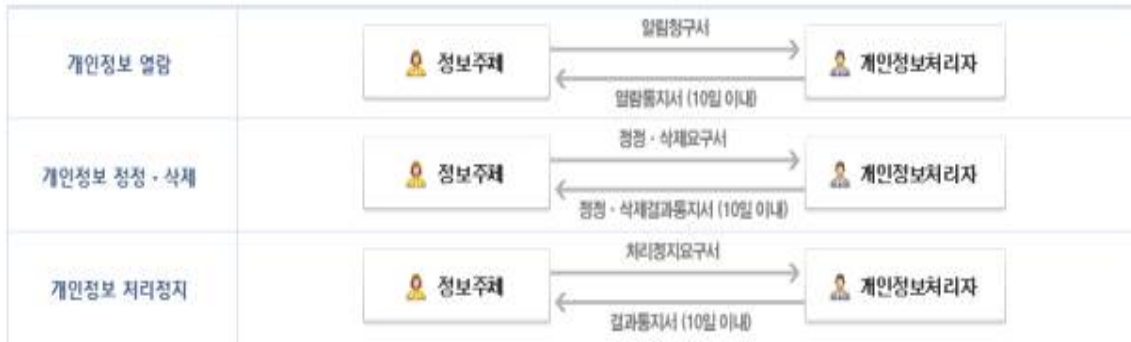 알림청구서
개인정보 열람
정보주체
개인정보처리자
열람통지서 (10일 이내)
정정 · 삭제요구서
개인정보 정정 · 삭제
정보주체
개인정보처리자
정정 · 삭제결과통지서 (10일 이내)
처리정지요구서
개인정보 처리정지
정보주체
개인정보처리자
결과통지서 (10일 이내)